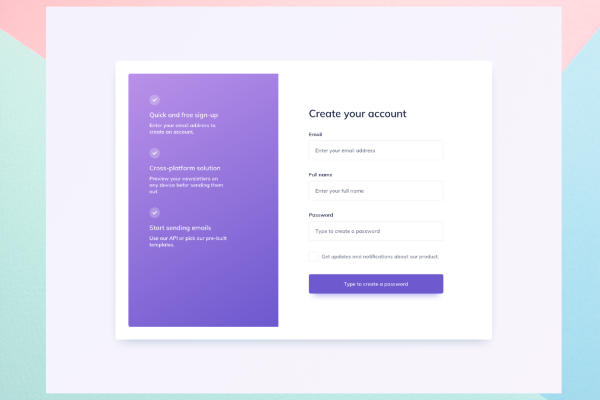 Quick and free sign-up
Enter your email address to
create an account.
Cross-platform solution
Preview your newsletters on
any device befor sending them
out.
Start sending emails
Use our API or pick our pre-built
templates.
Create your account
Email
Enter your email address
Full name
Enter your full name
Password
Type to create a password
Get updates and notifications about our product.
Type to create a password